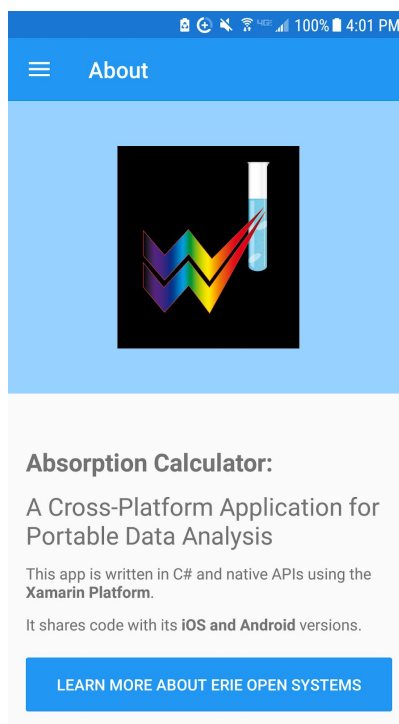 4G LTE 100% 4:01 PM
About
Absorption Calculator:
A Cross-Platform Application for
Portable Data Analysis
This app is written in C# and native APIs using the
Xamarin Platform.
It shares code with its iOS and Android versions.
LEARN MORE ABOUT ERIE OPEN SYSTEMS